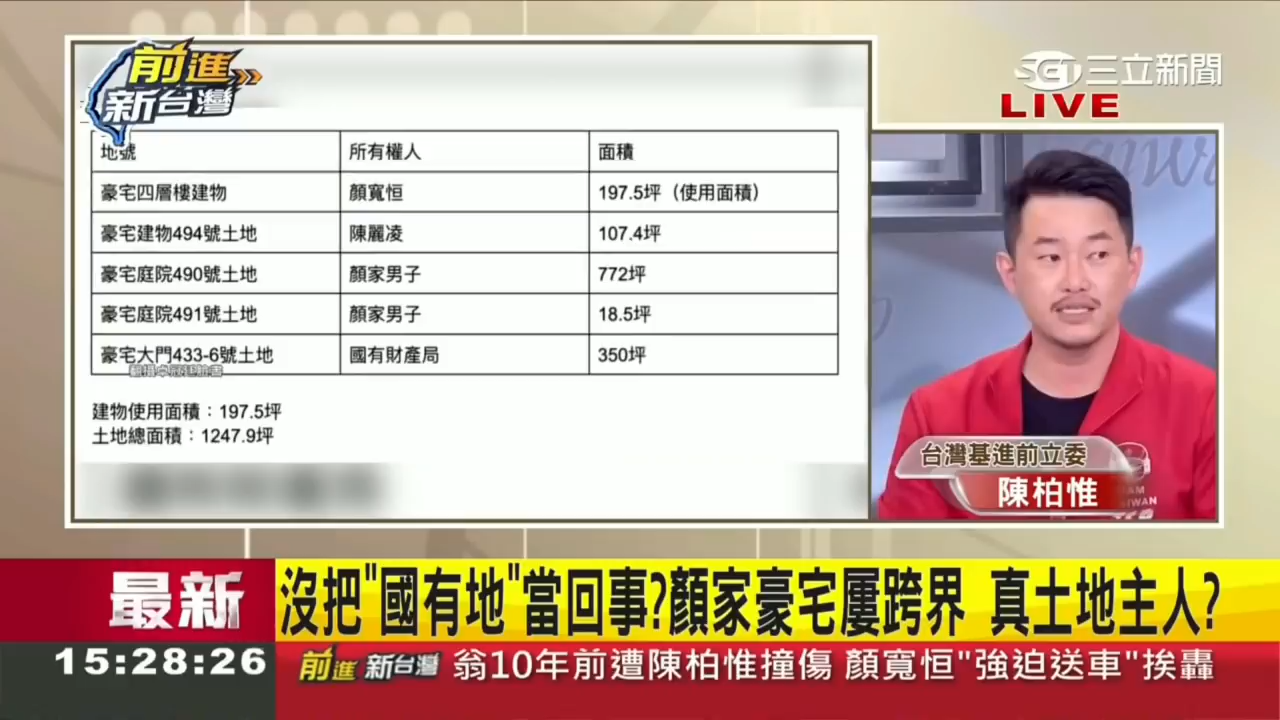 前進
新台灣
SET 三立新聞
LIVE
地號 所有權人 面積
豪宅四層樓建物 顏寬恒 197.5坪（使用面積）
豪宅建物494號土地 陳麗凌 107.4坪
豪宅庭院490號土地 顏家男子 772坪
豪宅庭院491號土地 顏家男子 18.5坪
豪宅大門433-6號土地 國有財產局 350坪
建物使用面積：197.5坪
土地總面積：1247.9坪
台灣基進前立委
陳柏惟
最新
沒把"國有地"當回事?顏家豪宅屢跨界 真土地主人?
15:28:26
前進 新台灣 翁10年前遭陳柏惟撞傷 顏寬恒"強迫送車"挨轟